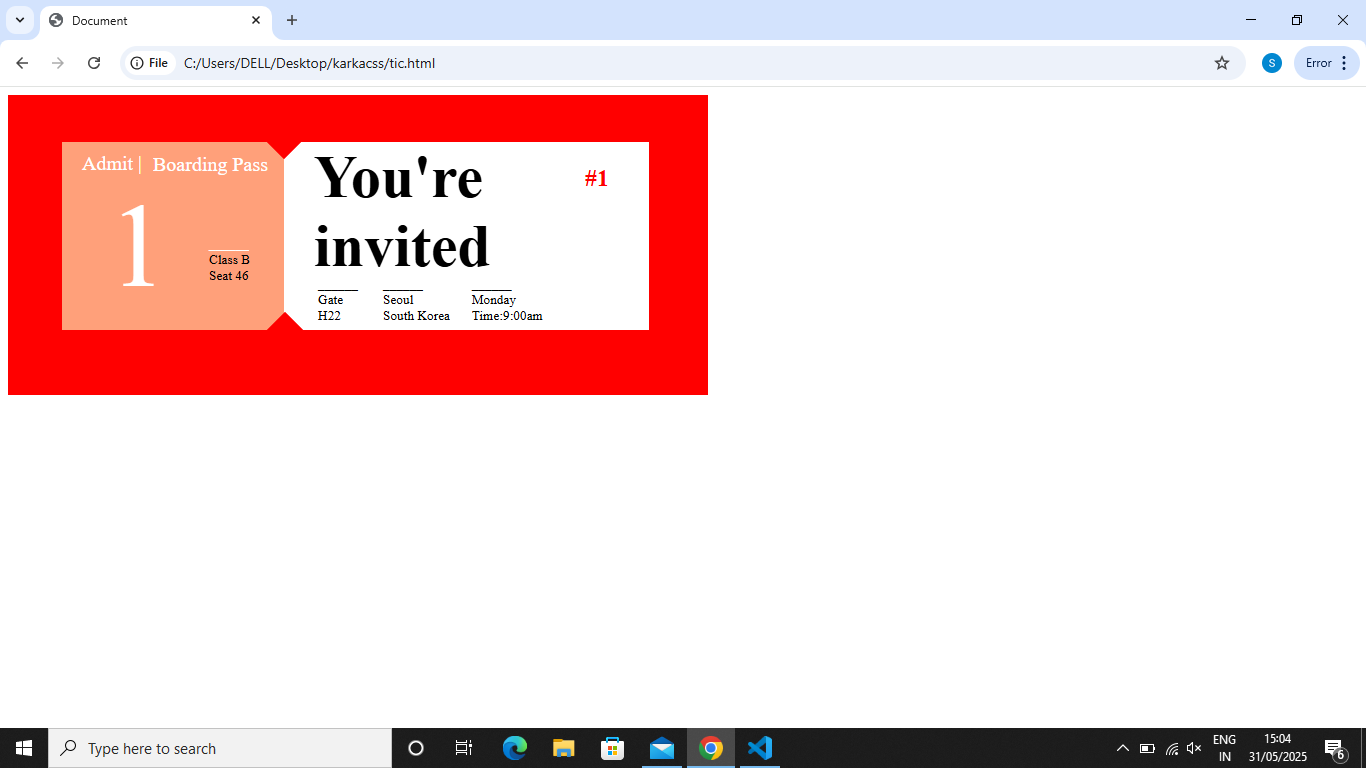 Document
File
C:/Users/DELL/Desktop/karkacss/tic.html
S
Error
Admit | Boarding Pass
1
Class B
Seat 46
You're
invited
#1
Gate
H22
Seoul
South Korea
Monday
Time:9:00am
Type here to search
ENG
IN
15:04
31/05/2025
6